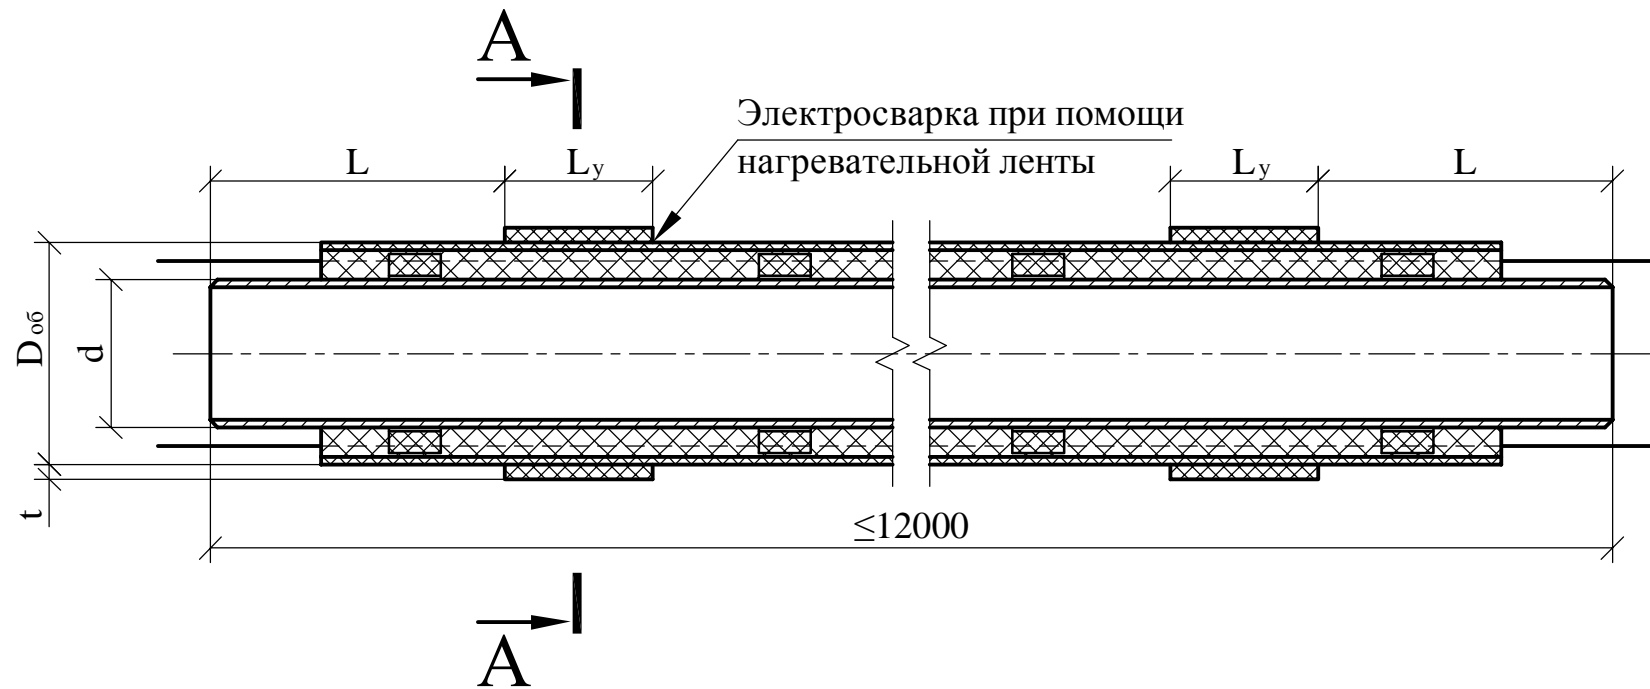 А
Электросварка при помощи
нагревательной ленты
L
Lу
Lу
L
Dоб
d
t
≤12000
А